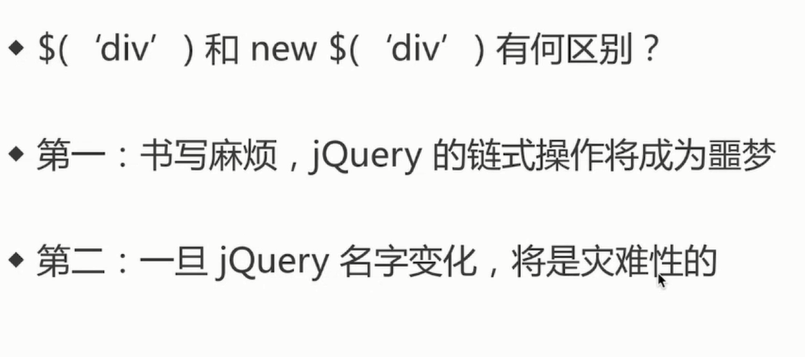 ◆ $(‘div’) 和 new $(‘div’) 有何区别？
◆ 第一：书写麻烦，jQuery 的链式操作将成为噩梦
◆ 第二：一旦 jQuery 名字变化，将是灾难性的